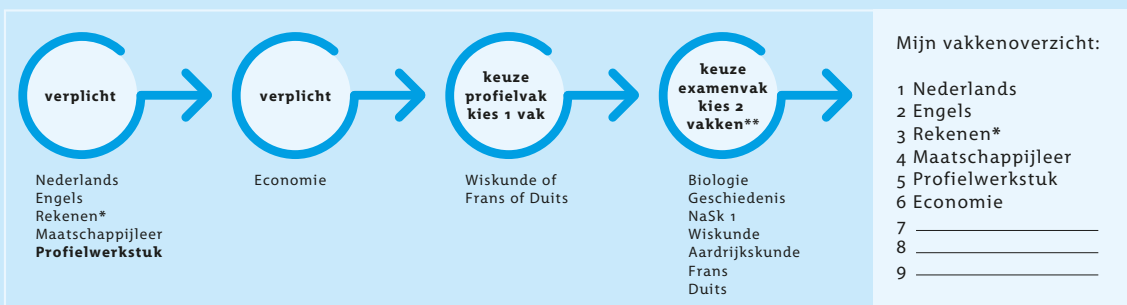 verplicht
Nederlands
Engels
Rekenen*
Maatschappijleer
Profielwerkstuk
verplicht
Economie
keuze
profielvak
kies 1 vak
Wiskunde of
Frans of Duits
keuze
examenvak
kies 2
vakken**
Biologie
Geschiedenis
NaSk 1
Wiskunde
Aardrijkskunde
Frans
Duits
Mijn vakkenoverzicht:
1 Nederlands
2 Engels
3 Rekenen*
4 Maatschappijleer
5 Profielwerkstuk
6 Economie
7
8
9